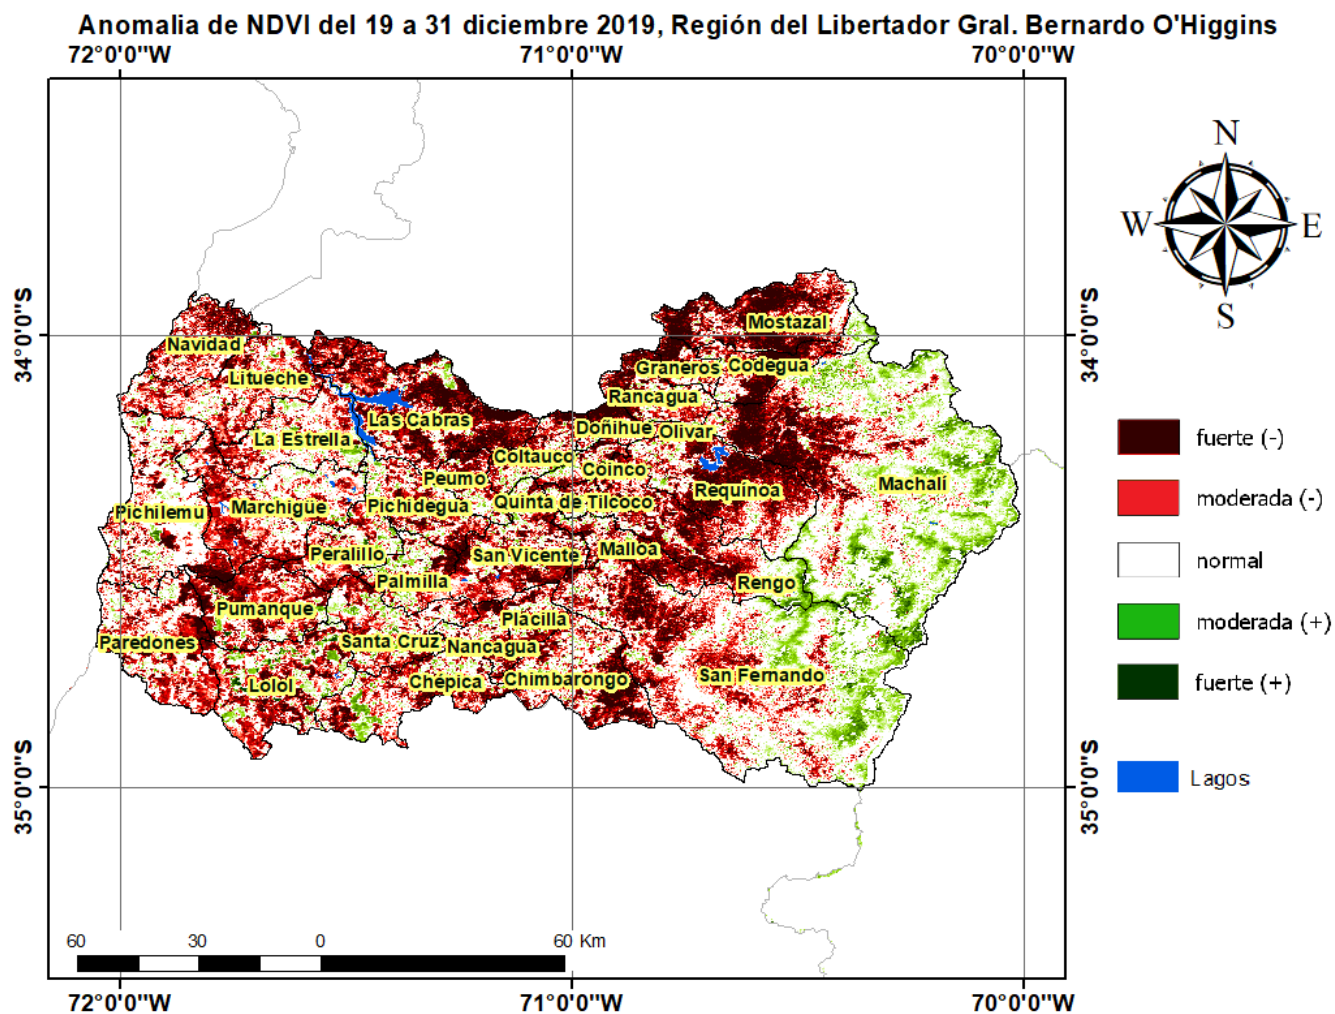 Anomalia de NDVI del 19 a 31 diciembre 2019, Región del Libertador Gral. Bernardo O'Higgins
72°0'0"W 71°0'0"W 70°0'0"W
N
W E
S
34°0'0"S 34°0'0"S
Mostazal
Navidad
Graneros Codegua
Litueche
Rancagua
Las Cabras
Doñihue Olivar
La Estrella
Coltauco
Coinco
Peumo
Machalí
Requinoa
Quinta de Tilcoco
Pichidegua
Marchigue
Pichilemu
Malloa
San Vicente
Peralillo
Palmilla
Rengo
Pumanque
Placilla
Paredones
Santa Cruz
Nancagua
San Fernando
Chimbarongo
Chepica
Lolol
fuerte (-)
moderada (-)
normal
moderada (+)
fuerte (+)
Lagos
35°0'0"S 35°0'0"S
60 30 0 60 Km
72°0'0"W 71°0'0"W 70°0'0"W